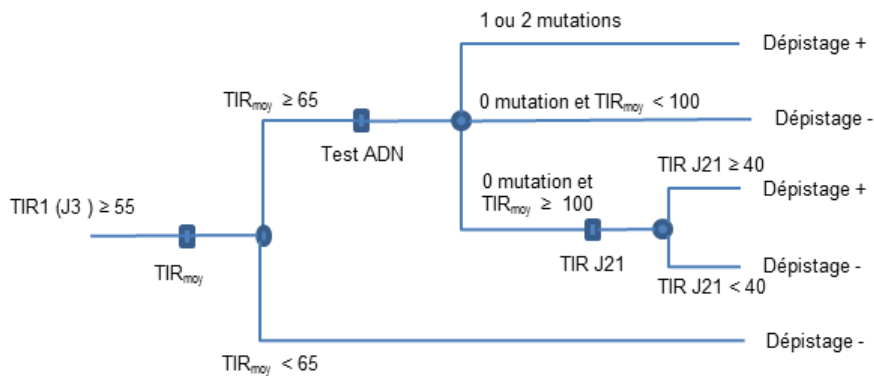 1 ou 2 mutations
Dépistage +
TIRmoy ≥ 65
0 mutation et TIRmoy < 100
Dépistage -
Test ADN
TIR J21 ≥ 40
0 mutation et
TIRmoy ≥ 100
Dépistage +
TIR1 (J3 ) ≥ 55
TIRmoy
TIR J21
Dépistage -
TIR J21 < 40
Dépistage -
TIRmoy < 65